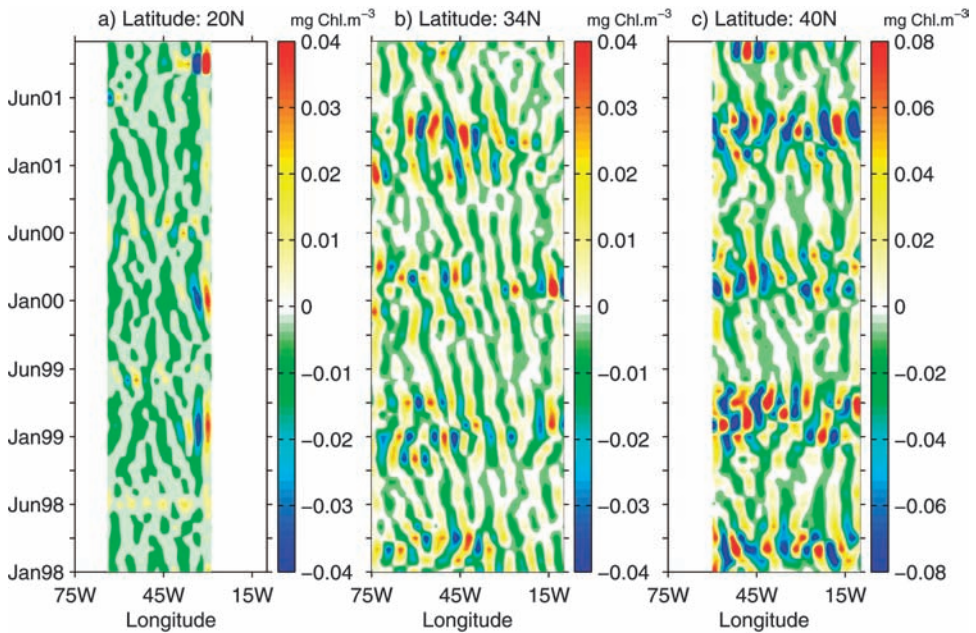 a) Latitude: 20N
mg Chl.m−3
b) Latitude: 34N
mg Chl.m−3
c) Latitude: 40N
mg Chl.m−3
Jun01
Jan01
Jun00
Jan00
Jun99
Jan99
Jun98
Jan98
0.04
0.03
0.02
0.01
0
−0.01
−0.02
−0.03
−0.04
0.04
0.03
0.02
0.01
0
−0.01
−0.02
−0.03
−0.04
0.08
0.06
0.04
0.02
0
−0.02
−0.04
−0.06
−0.08
75W 45W 15W
75W 45W 15W
75W 45W 15W
Longitude
Longitude
Longitude